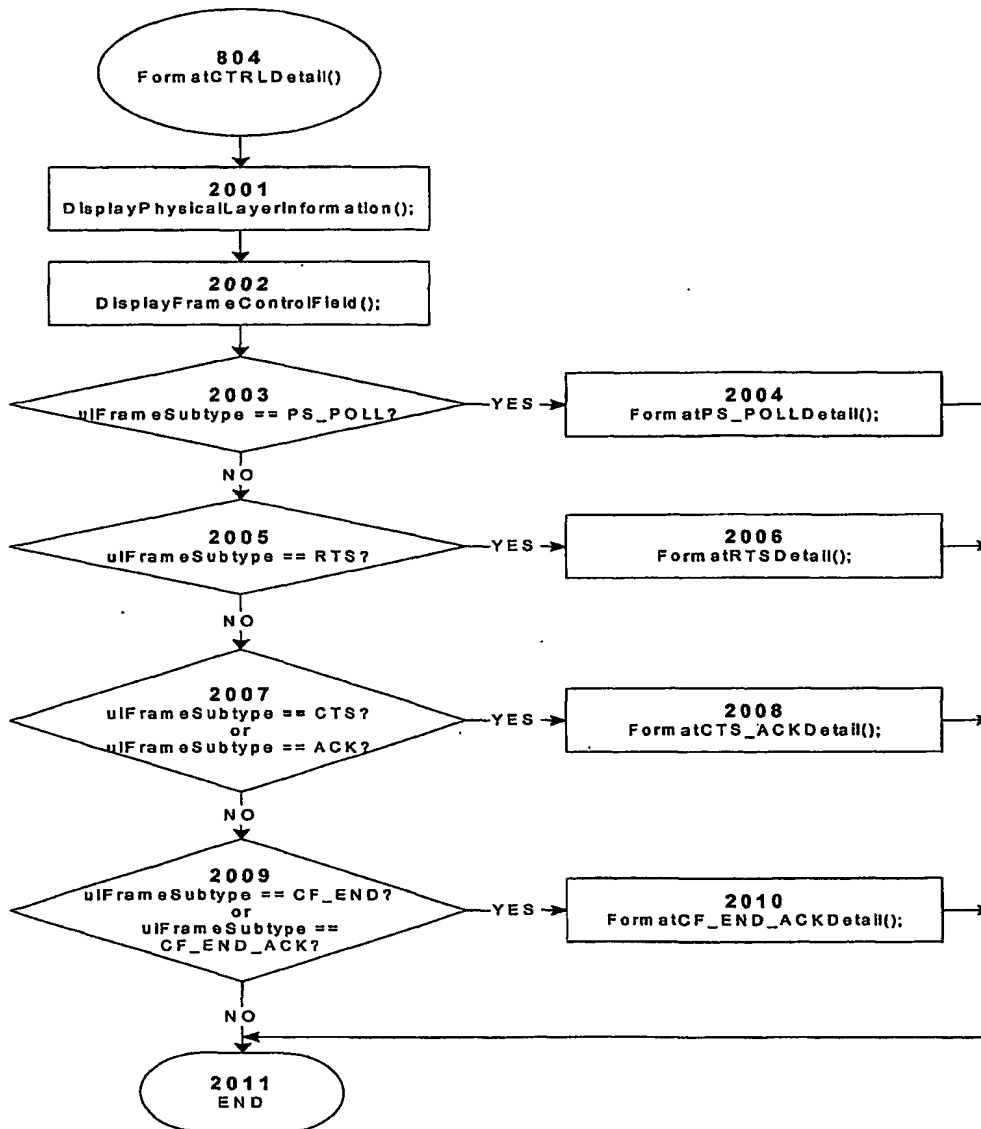 804
FormatCTRLDetail()
2001
DisplayPhysicalLayerInformation();
2002
DisplayFrameControlField();
2003
ulFrameSubtype == PS_POLL?
YES
2004
FormatPS_POLLDetail();
NO
2005
ulFrameSubtype == RTS?
YES
2006
FormatRTSDetail();
NO
2007
ulFrameSubtype == CTS?
or
ulFrameSubtype == ACK?
YES
2008
FormatCTS_ACKDetail();
NO
2009
ulFrameSubtype == CF_END?
or
ulFrameSubtype ==
CF_END_ACK?
YES
2010
FormatCF_END_ACKDetail();
NO
2011
END